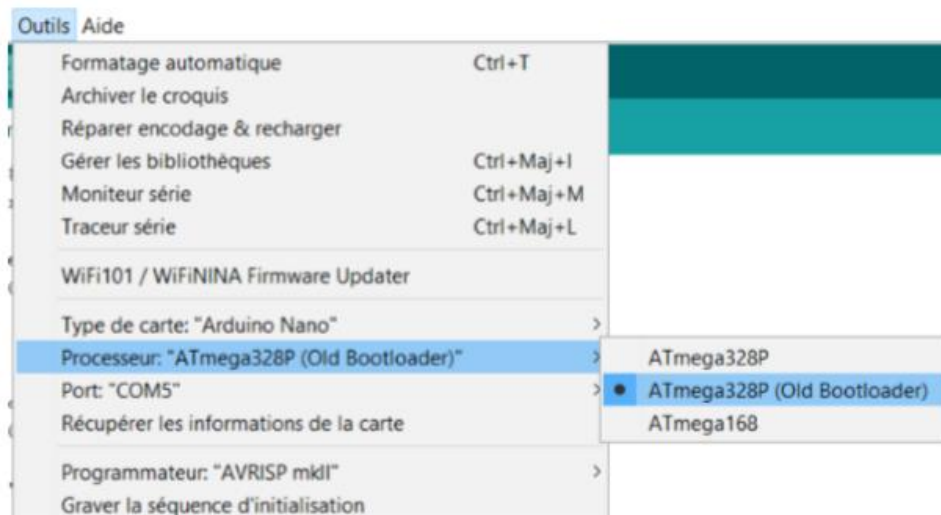 Outils Aide
Formatage automatique Ctrl+T
Archiver le croquis
Réparer encodage & recharger
Gérer les bibliothèques Ctrl+Maj+I
Moniteur série Ctrl+Maj+M
Traceur série Ctrl+Maj+L
WiFi101 / WiFiNINA Firmware Updater
Type de carte: "Arduino Nano"
Processeur: "ATmega328P (Old Bootloader)"
ATmega328P
Port: "COM5"
ATmega328P (Old Bootloader)
Récupérer les informations de la carte
ATmega168
Programmateur: "AVRISP mkII"
Graver la séquence d'initialisation